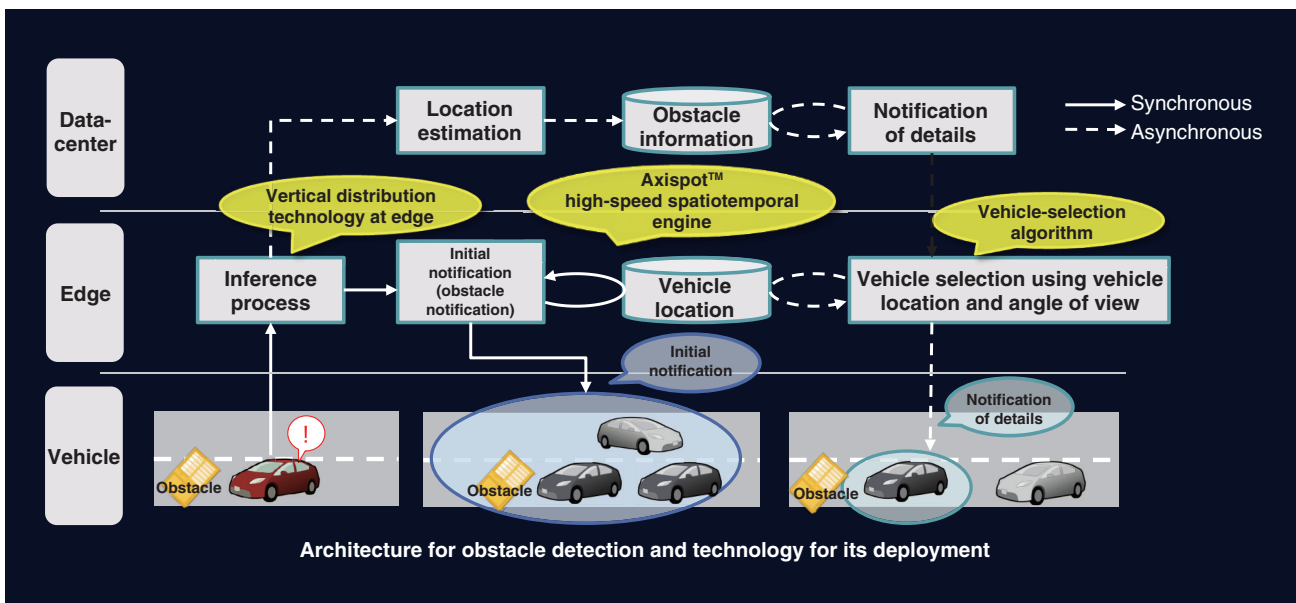 Data-
center
Location
estimation
Obstacle
information
Notification
of details
Synchronous
Asynchronous
Vertical distribution
technology at edge
Axispot™
high-speed spatiotemporal
engine
Vehicle-selection
algorithm
Edge
Inference
process
Initial
notification
(obstacle
notification)
Vehicle
location
Vehicle selection using vehicle
location and angle of view
Initial
notification
Notification
of details
Vehicle
!
Obstacle
Obstacle
Obstacle
Architecture for obstacle detection and technology for its deployment